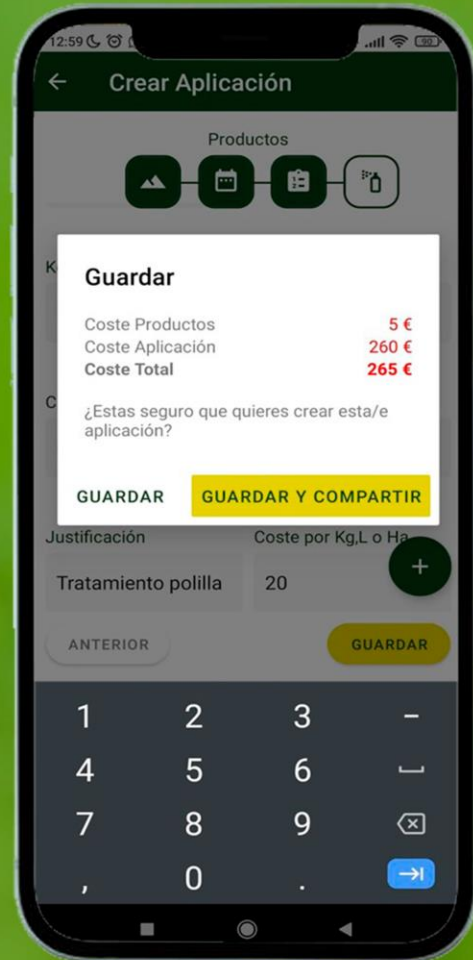 12:59
90
Crear Aplicación
Productos
K
Guardar
Coste Productos 5 €
Coste Aplicación 260 €
Coste Total 265 €
C
¿Estas seguro que quieres crear esta/e
aplicación?
GUARDAR GUARDAR Y COMPARTIR
Justificación Coste por Kg,L o Ha
Tratamiento polilla 20
+
ANTERIOR GUARDAR
1 2 3 -
4 5 6
7 8 9
, 0 .